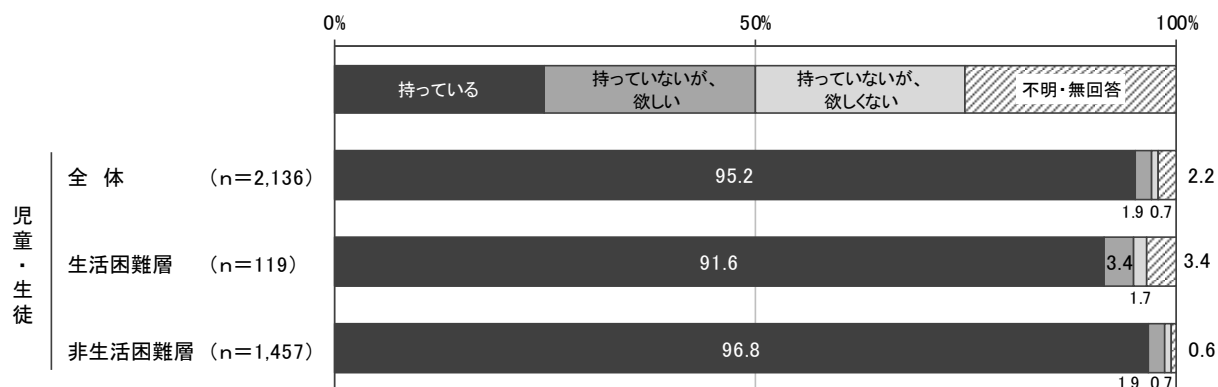 0%
50%
100%
持っている
持っていないが、
欲しい
持っていないが、
欲しくない
不明・無回答
児童・生徒
全 体 （n＝2,136）
95.2
2.2
1.9 0.7
生活困難層 （n＝119）
91.6
3.4
3.4
1.7
非生活困難層 （n＝1,457）
96.8
0.6
1.9 0.7